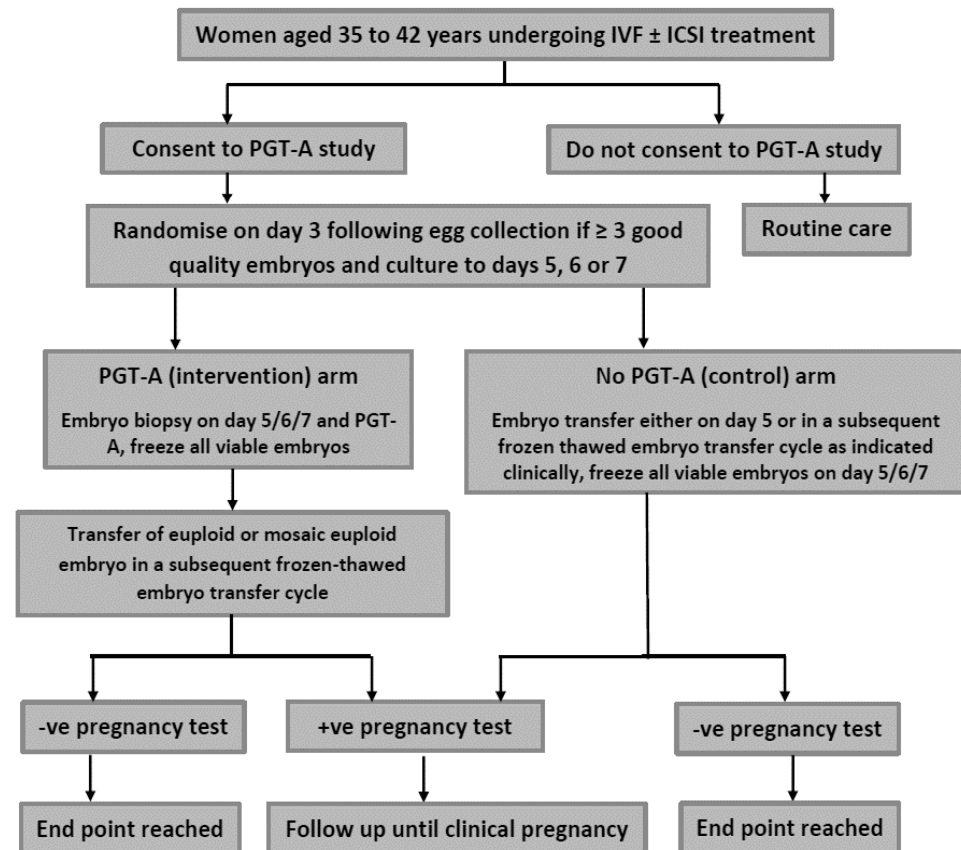 Women aged 35 to 42 years undergoing IVF ± ICSI treatment
Consent to PGT-A study
Do not consent to PGT-A study
Randomise on day 3 following egg collection if ≥ 3 good
quality embryos and culture to days 5, 6 or 7
Routine care
PGT-A (intervention) arm
Embryo biopsy on day 5/6/7 and PGT-
A, freeze all viable embryos
No PGT-A (control) arm
Embryo transfer either on day 5 or in a subsequent
frozen thawed embryo transfer cycle as indicated
clinically, freeze all viable embryos on day 5/6/7
Transfer of euploid or mosaic euploid
embryo in a subsequent frozen-thawed
embryo transfer cycle
-ve pregnancy test
+ve pregnancy test
-ve pregnancy test
End point reached
Follow up until clinical pregnancy
End point reached